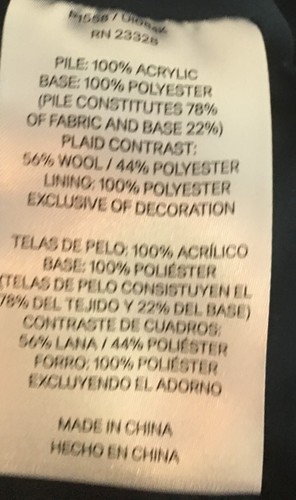 RN 23328
PILE: 100% ACRYLIC
BASE: 100% POLYESTER
(PILE CONSTITUTES 78%
OF FABRIC AND BASE 22%)
PLAID CONTRAST:
56% WOOL / 44% POLYESTER
LINING: 100% POLYESTER
EXCLUSIVE OF DECORATION
TELAS DE PELO: 100% ACRÍLICO
BASE: 100% POLIÉSTER
(TELAS DE PELO CONSISTUYEN EL
78% DEL TEJIDO Y 22% DEL BASE)
CONTRASTE DE CUADROS:
56% LANA / 44% POLIÉSTER
FORRO: 100% POLIÉSTER
EXCLUYENDO EL ADORNO
MADE IN CHINA
HECHO EN CHINA